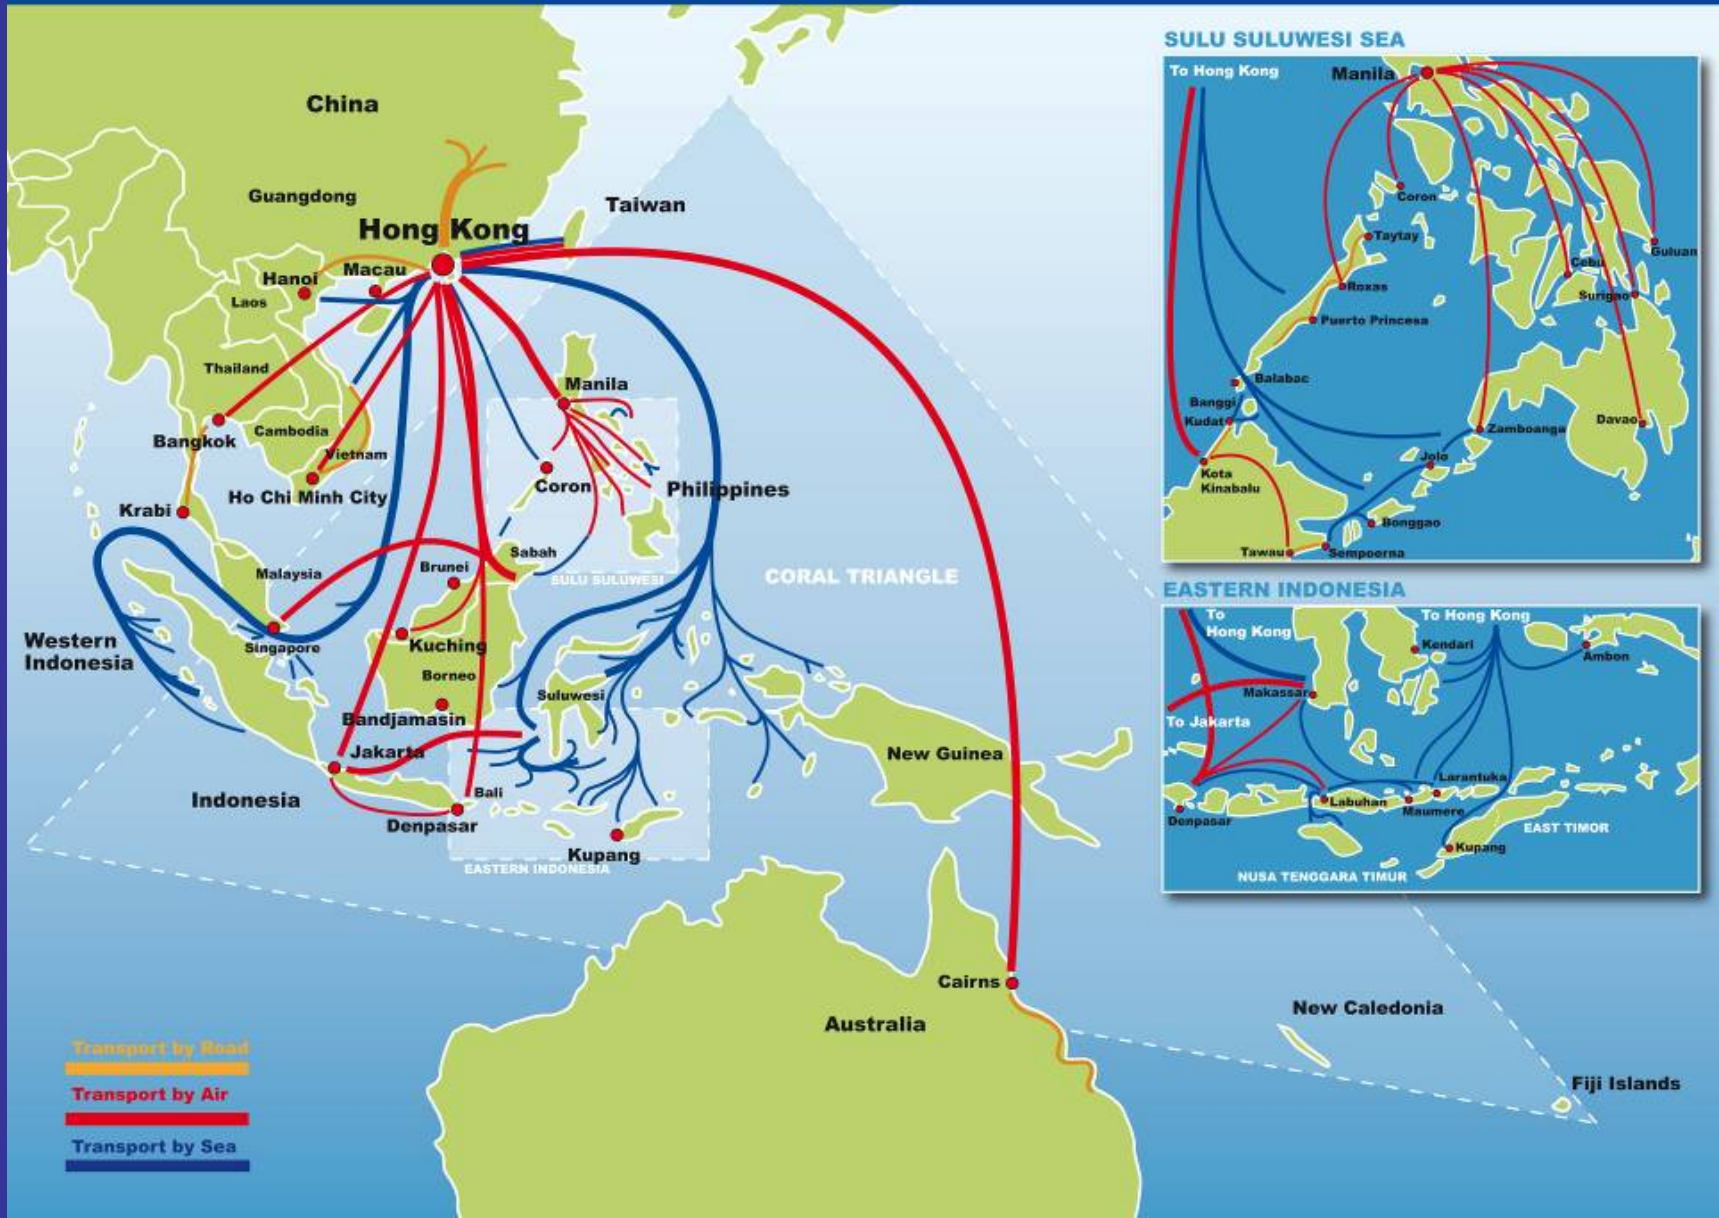 China
Guangdong
Hong Kong
Taiwan
Hanoi
Macau
Laos
Thailand
Manila
Bangkok
Cambodia
Vietnam
Ho Chi Minh City
Coron
Philippines
Krabi
Sabah
Malaysia
Brunei
SULU SULUWESI
CORAL TRIANGLE
Western
Indonesia
Singapore
Kuching
Borneo
Suluwesi
Bandjamasin
Jakarta
New Guinea
Indonesia
Bali
Denpasar
Kupang
EASTERN INDONESIA
Cairns
Australia
New Caledonia
Fiji Islands
Transport by Road
Transport by Air
Transport by Sea
SULU SULUWESI SEA
To Hong Kong
Manila
Coron
Taytay
Guluan
Cebu
Roxas
Surigao
Puerto Princesa
Balabac
Banggi
Kudat
Davao
Zamboanga
Jolo
Kota
Kinabalu
Bonggao
Tawau
Sempoerna
EASTERN INDONESIA
To
Hong Kong
To Hong Kong
Kendari
Ambon
Makassar
To Jakarta
Larantuka
Labuhan
Maumere
Denpasar
EAST TIMOR
Kupang
NUSA TENGGARA TIMUR